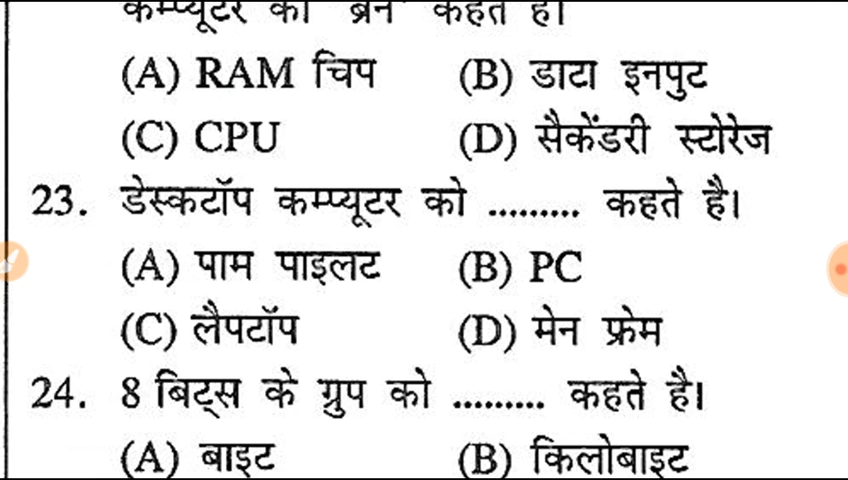 कम्प्यूटर को ब्रेन कहते है।
(A) RAM चिप (B) डाटा इनपुट
(C) CPU (D) सैकेंडरी स्टोरेज
23. डेस्कटॉप कम्प्यूटर को ......... कहते है।
(A) पाम पाइलट (B) PC
(C) लैपटॉप (D) मेन फ्रेम
24. 8 बिट्स के ग्रुप को ......... कहते है।
(A) बाइट (B) किलोबाइट